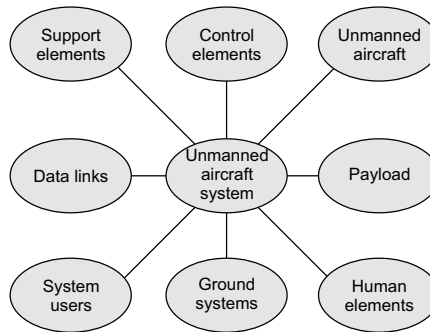 Support
elements
Control
elements
Unmanned
aircraft
Data links
Unmanned
aircraft
system
Payload
System
users
Ground
systems
Human
elements